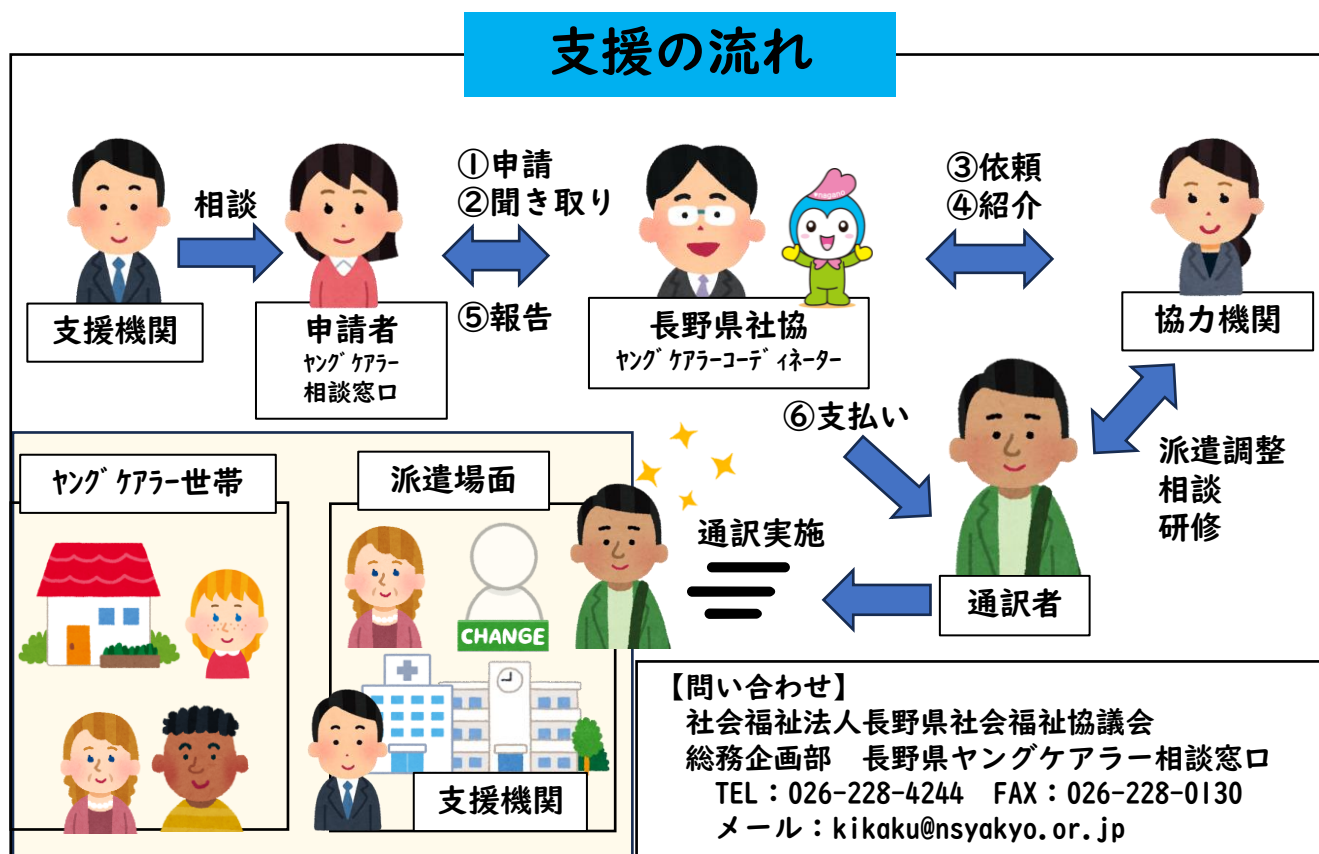 支援の流れ
相談
①申請
②聞き取り
⑤報告
③依頼
④紹介
支援機関
申請者
ﾔﾝｸﾞｹｱﾗｰ
相談窓口
#nagano
長野県社協
ﾔﾝｸﾞｹｱﾗｰｺｰﾃﾞｨﾈｰﾀｰ
協力機関
⑥支払い
派遣調整
相談
研修
通訳者
通訳実施
ﾔﾝｸﾞｹｱﾗｰ世帯
派遣場面
CHANGE
支援機関
【問い合わせ】
社会福祉法人長野県社会福祉協議会
総務企画部　長野県ヤングケアラー相談窓口
TEL：026-228-4244　FAX：026-228-0130
メール：kikaku@nsyakyo.or.jp